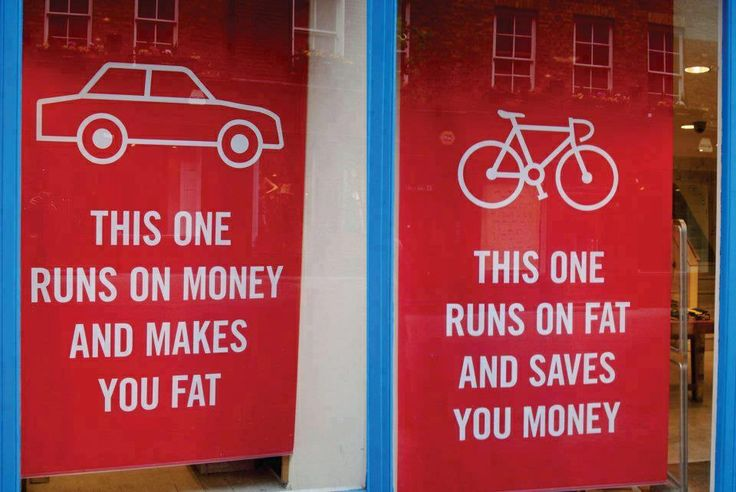 THIS ONE
RUNS ON MONEY
AND MAKES
YOU FAT
THIS ONE
RUNS ON FAT
AND SAVES
YOU MONEY